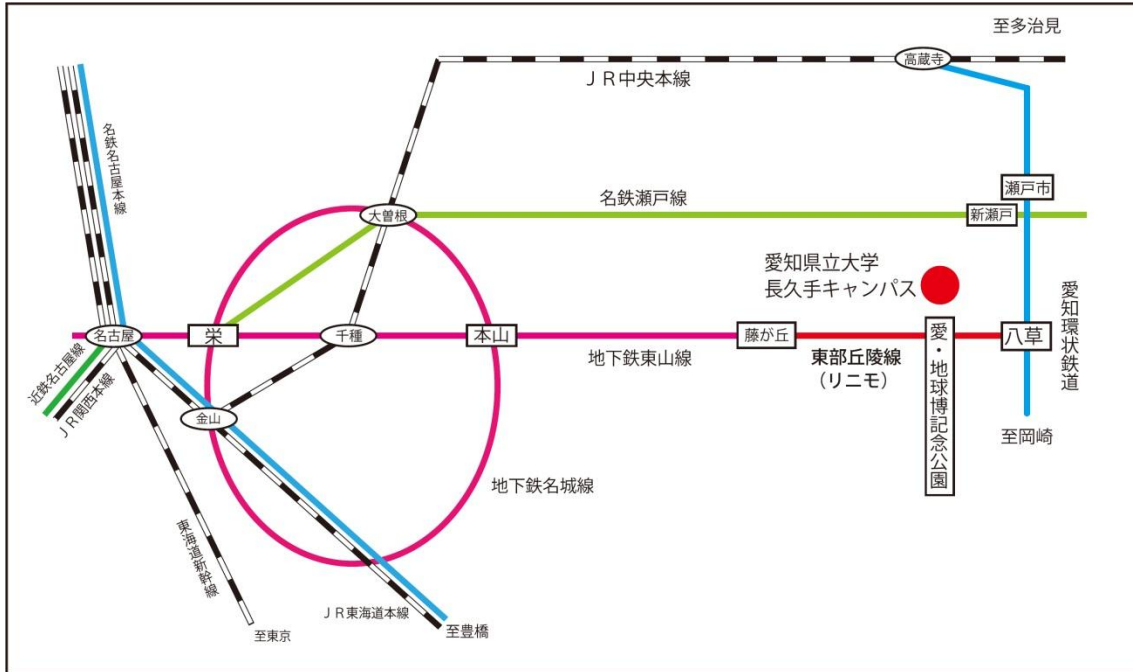 至多治見
高蔵寺
ＪＲ中央本線
名鉄名古屋本線
瀬戸市
名鉄瀬戸線
大曽根
新瀬戸
愛知県立大学
長久手キャンパス
愛知環状鉄道
名古屋
栄
千種
本山
藤が丘
愛・地球博記念公園
八草
地下鉄東山線
東部丘陵線
（リニモ）
近鉄名古屋線
ＪＲ関西本線
金山
至岡崎
地下鉄名城線
東海道新幹線
ＪＲ東海道本線
至東京
至豊橋